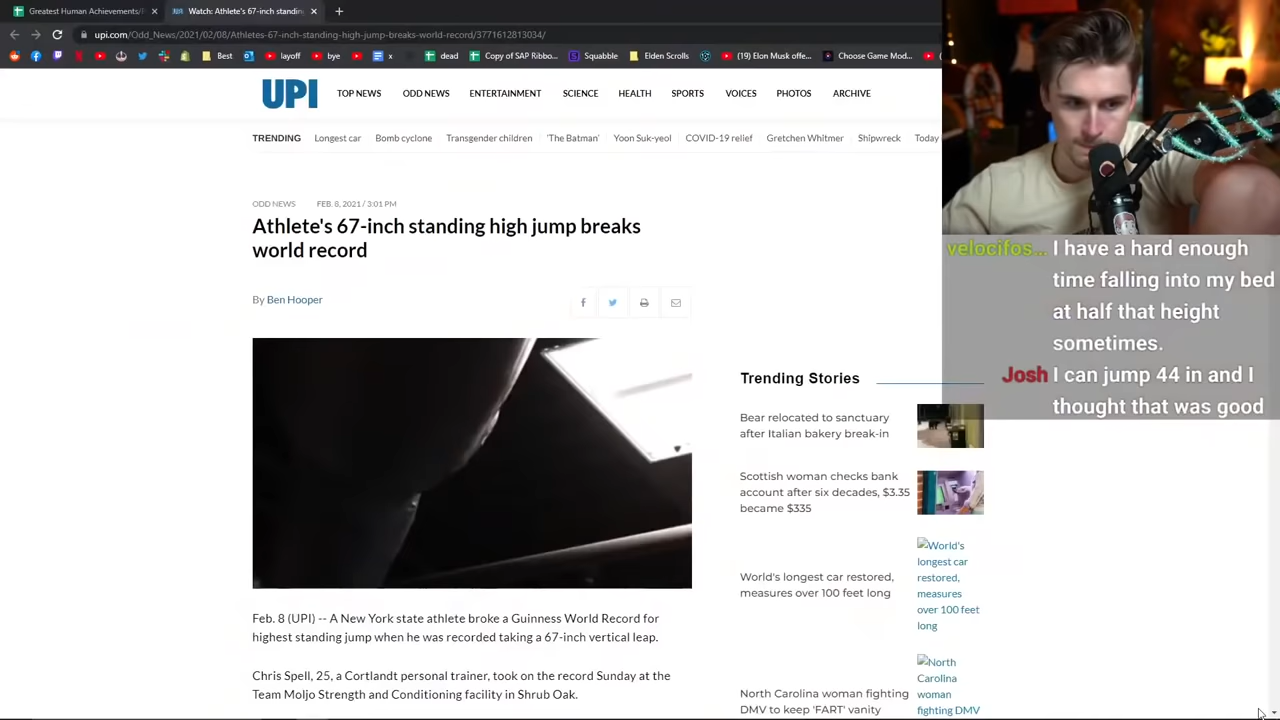 Greatest Human Achievements!
Watch: Athlete's 67-inch standing
upi.com/Odd_News/2021/02/08/Athletes-67-inch-standing-high-jump-breaks-world-record/3771612813034/
layoff
bye
x
dead
Copy of SAP Ribbo...
Squabble
Elden Scrolls
(19) Elon Musk offe...
Choose Game Mod...
UPI
TOP NEWS
ODD NEWS
ENTERTAINMENT
SCIENCE
HEALTH
SPORTS
VOICES
PHOTOS
ARCHIVE
TRENDING
Longest car
Bomb cyclone
Transgender children
'The Batman'
Yoon Suk-yeol
COVID-19 relief
Gretchen Whitmer
Shipwreck
Today
ODD NEWS
FEB. 8, 2021 / 3:01 PM
Athlete's 67-inch standing high jump breaks
world record
By Ben Hooper
Feb. 8 (UPI) -- A New York state athlete broke a Guinness World Record for
highest standing jump when he was recorded taking a 67-inch vertical leap.
Chris Spell, 25, a Cortlandt personal trainer, took on the record Sunday at the
Team Moljo Strength and Conditioning facility in Shrub Oak.
Trending Stories
Bear relocated to sanctuary
after Italian bakery break-in
Scottish woman checks bank
account after six decades, $3.35
became $335
World's longest car restored,
measures over 100 feet long
World's
longest car
restored,
measures
over 100 feet
long
North Carolina woman fighting
DMV to keep 'FART' vanity
North
Carolina
woman
fighting
DMV to keep
velocifos... I have a hard enough
time falling into my bed
at half that height
sometimes.
Josh I can jump 44 in and I
thought that was good